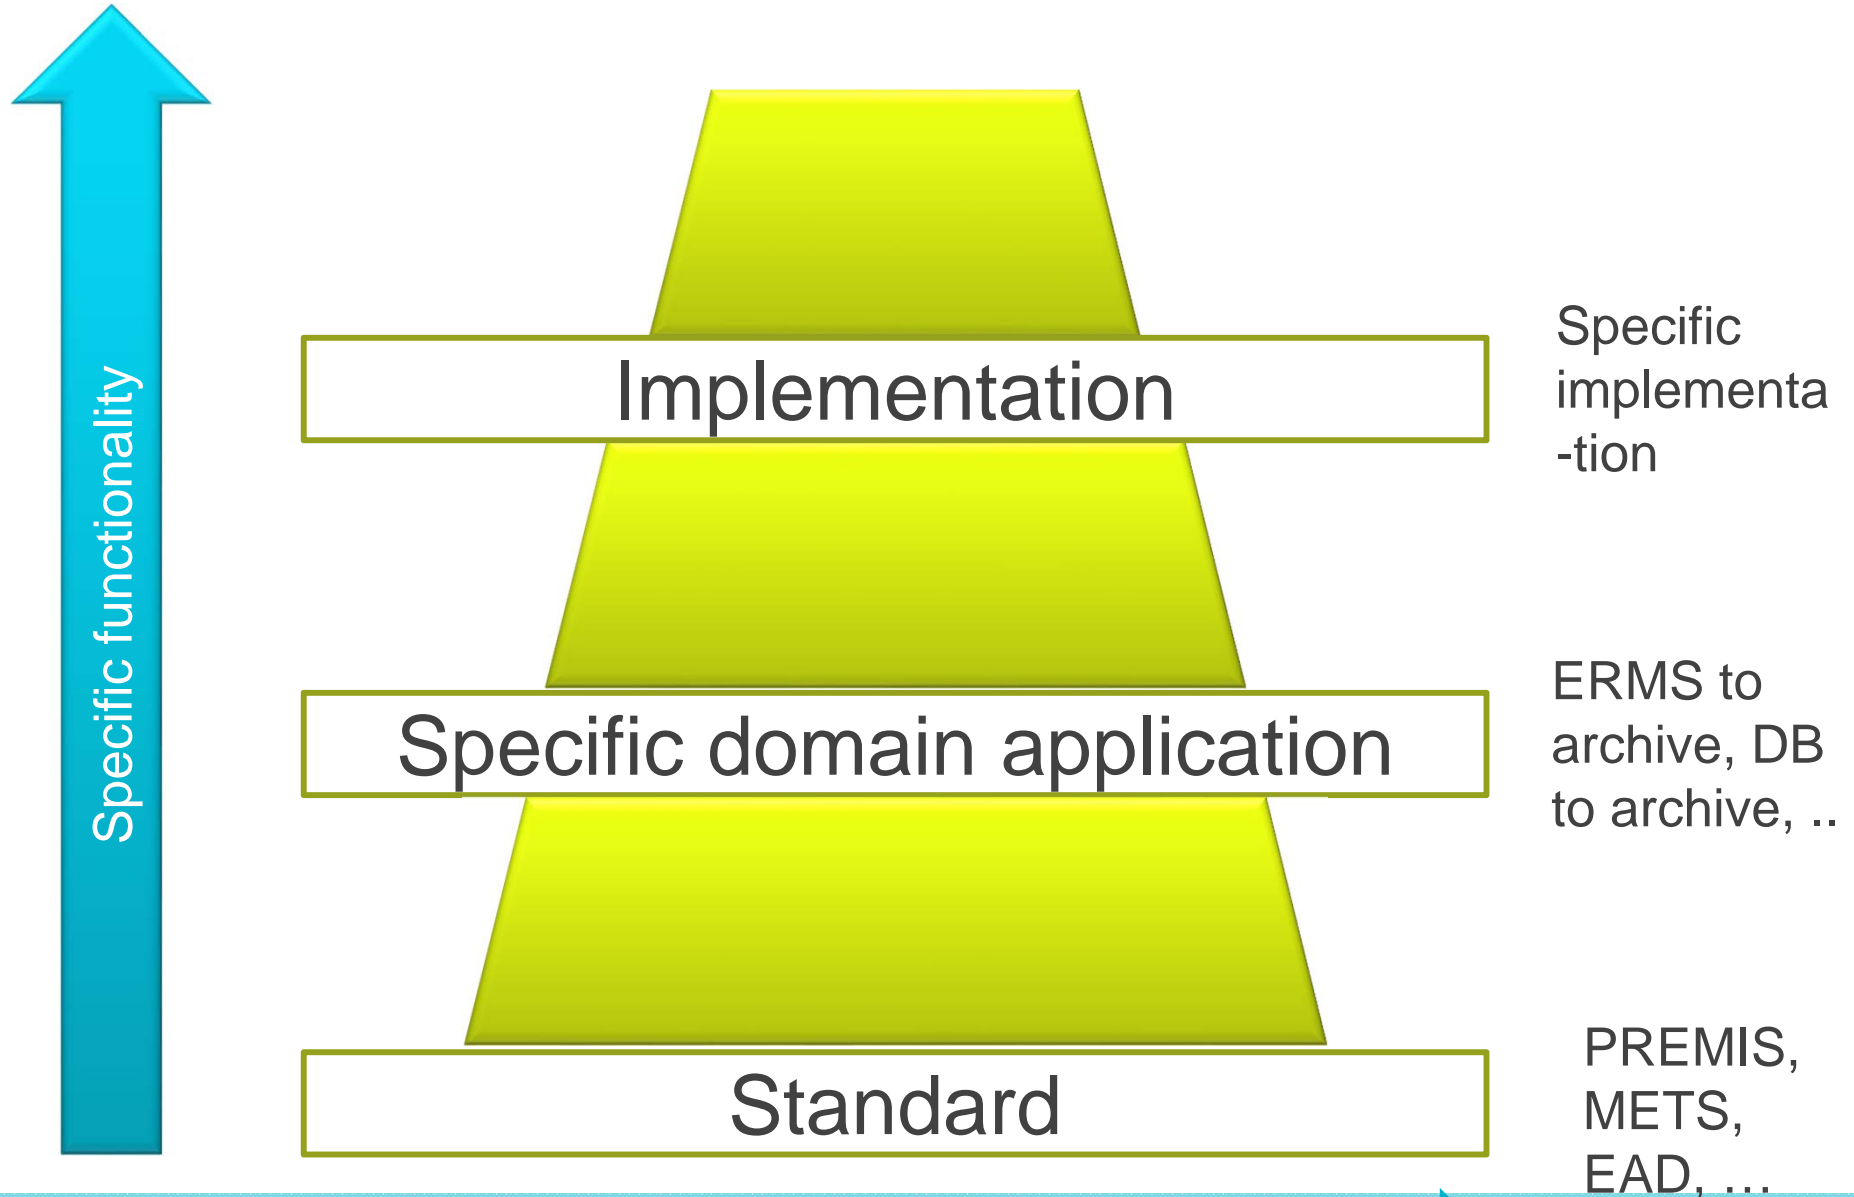 Specific functionality
Implementation
Specific
implementa
-tion
Specific domain application
ERMS to
archive, DB
to archive, ..
Standard
PREMIS,
METS,
EAD, ...